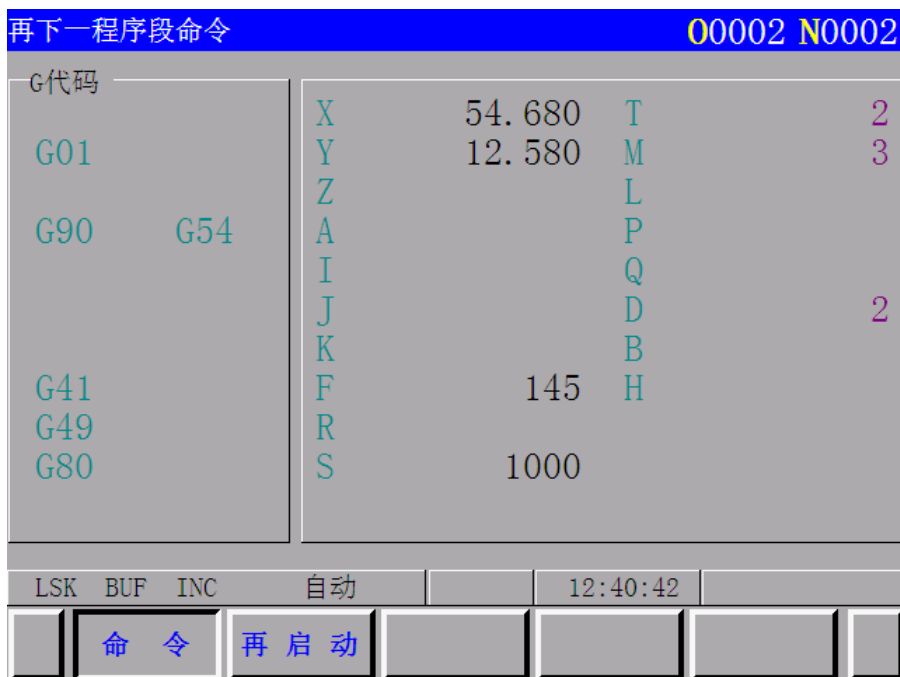 再下一程序段命令 O0002 N0002
G代码
X 54.680 T 2
G01 Y 12.580 M 3
Z L
G90 G54 A P
I Q
J D 2
K B
G41 F 145 H
G49 R
G80 S 1000
LSK BUF INC 自动 12:40:42
命 令 再 启 动